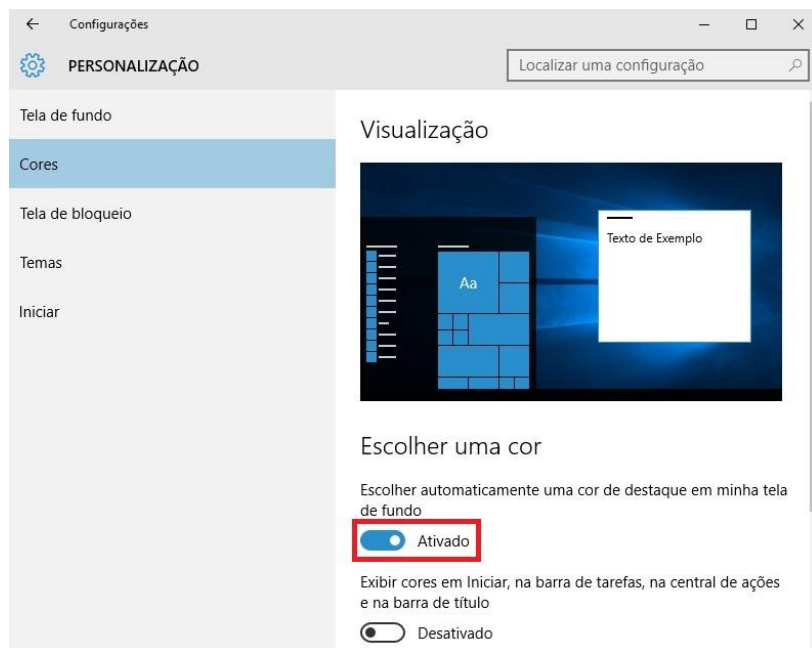 Configurações
PERSONALIZAÇÃO
Localizar uma configuração
Tela de fundo
Cores
Tela de bloqueio
Temas
Iniciar
Visualização
Texto de Exemplo
Aa
Escolher uma cor
Escolher automaticamente uma cor de destaque em minha tela
de fundo
Ativado
Exibir cores em Iniciar, na barra de tarefas, na central de ações
e na barra de título
Desativado